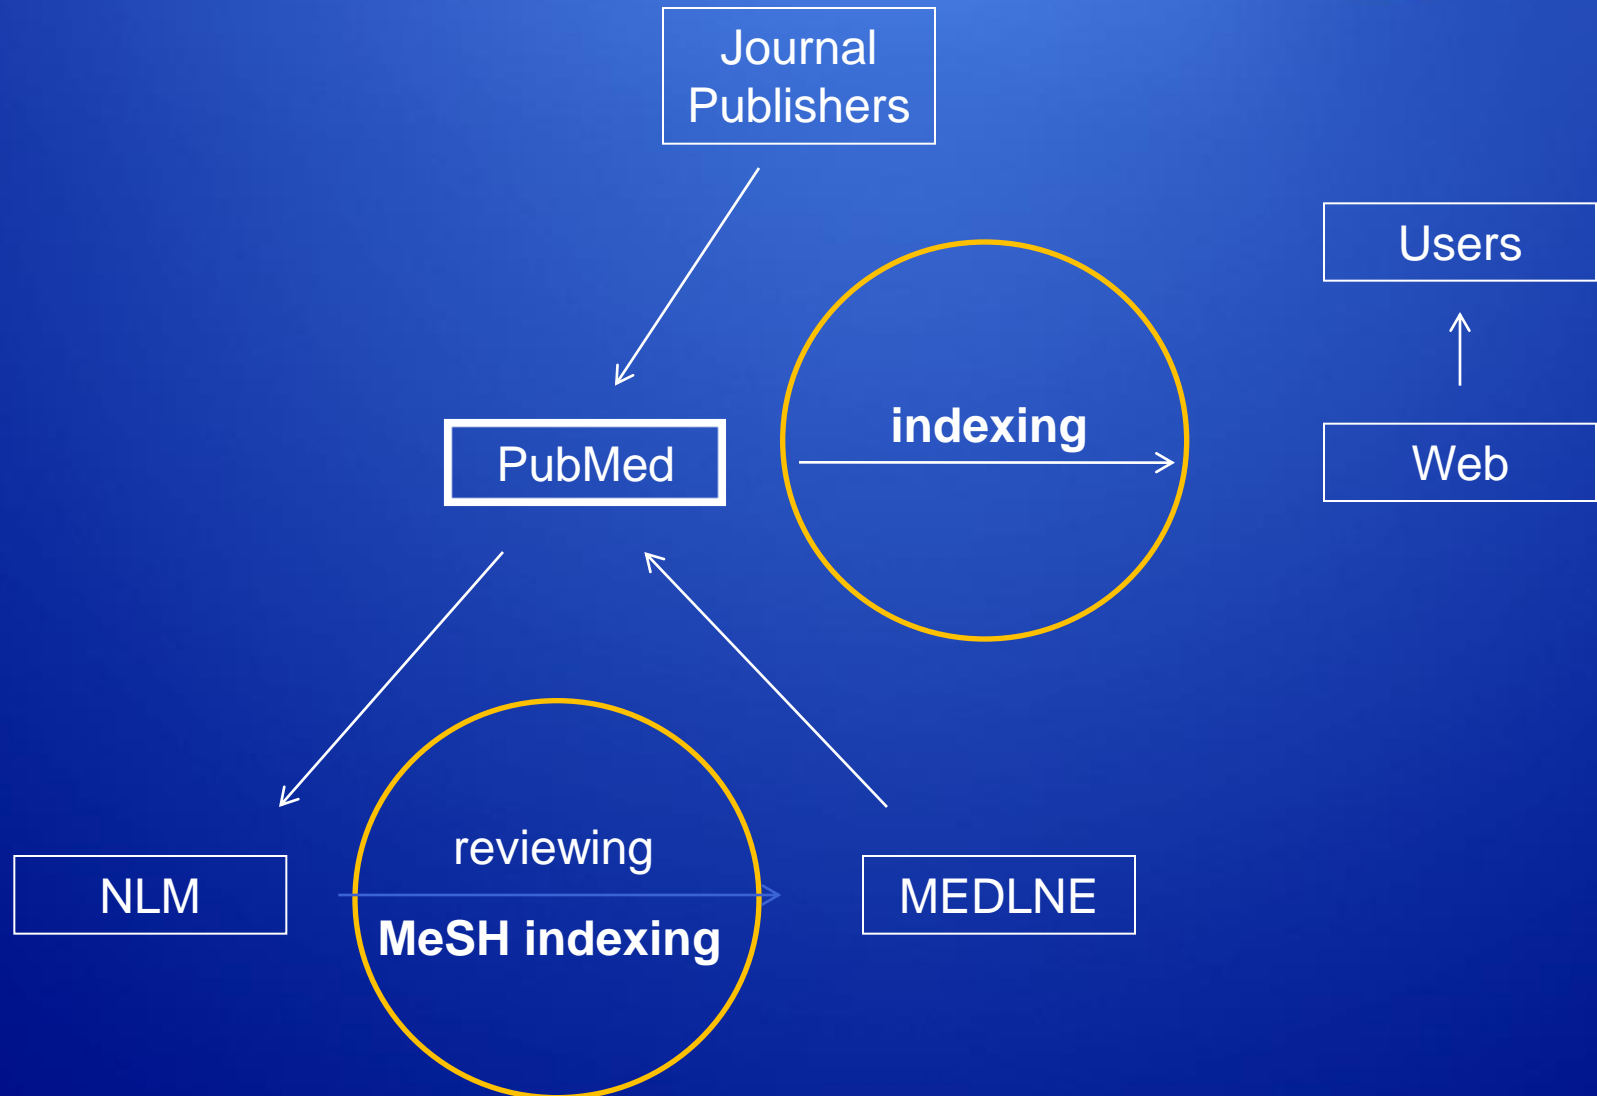 Journal
Publishers
Users
indexing
PubMed
Web
reviewing
NLM
MEDLNE
MeSH indexing